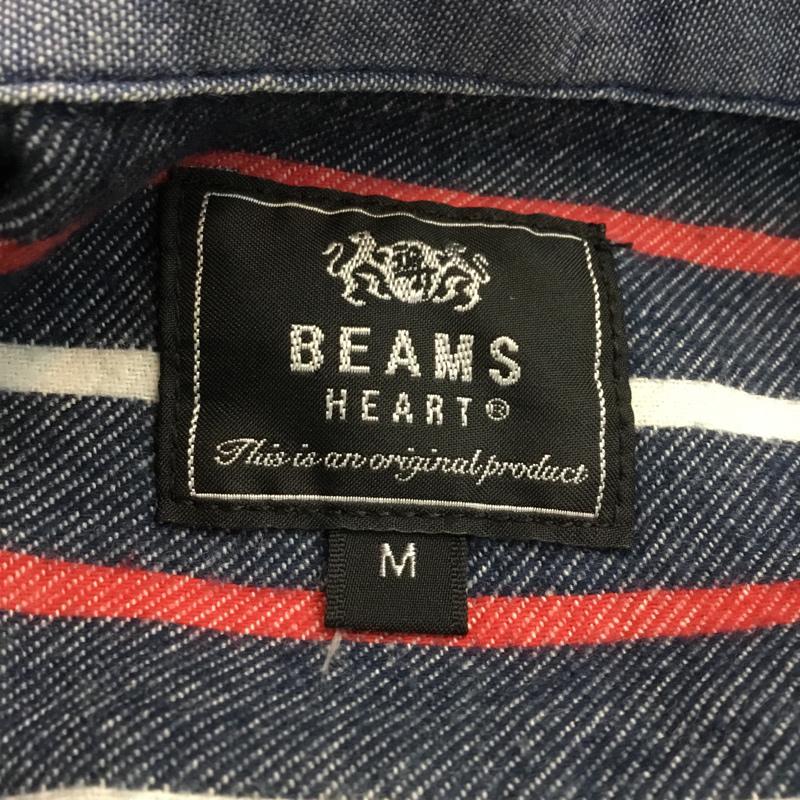 BEAMS
HEART®
This is an original product
M